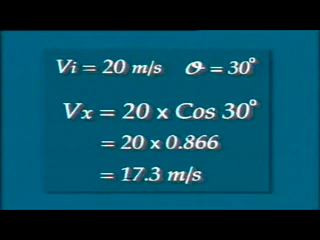 Vi = 20 m/s   ϑ = 30°
Vx = 20 x Cos 30°
= 20 x 0.866
= 17.3 m/s